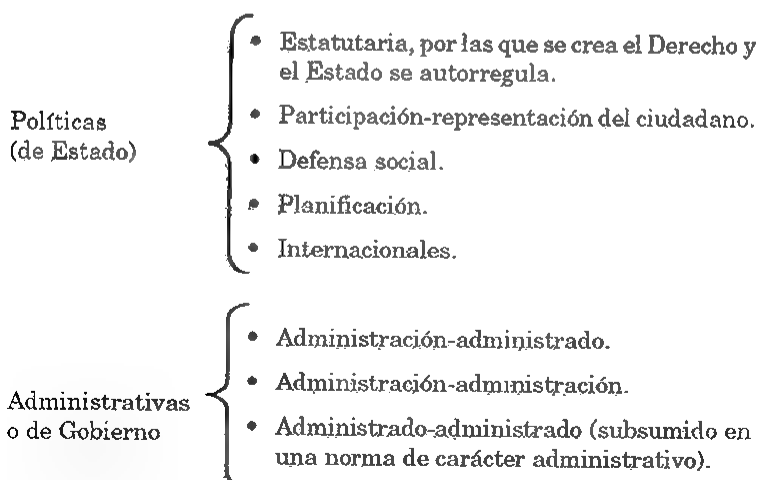 Políticas
(de Estado)
• Estatutaria, por las que se crea el Derecho y
el Estado se autorregula.
• Participación-representación del ciudadano.
• Defensa social.
• Planificación.
• Internacionales.
Administrativas
o de Gobierno
• Administración-administrado.
• Administración-administración.
• Administrado-administrado (subsumido en
una norma de carácter administrativo).